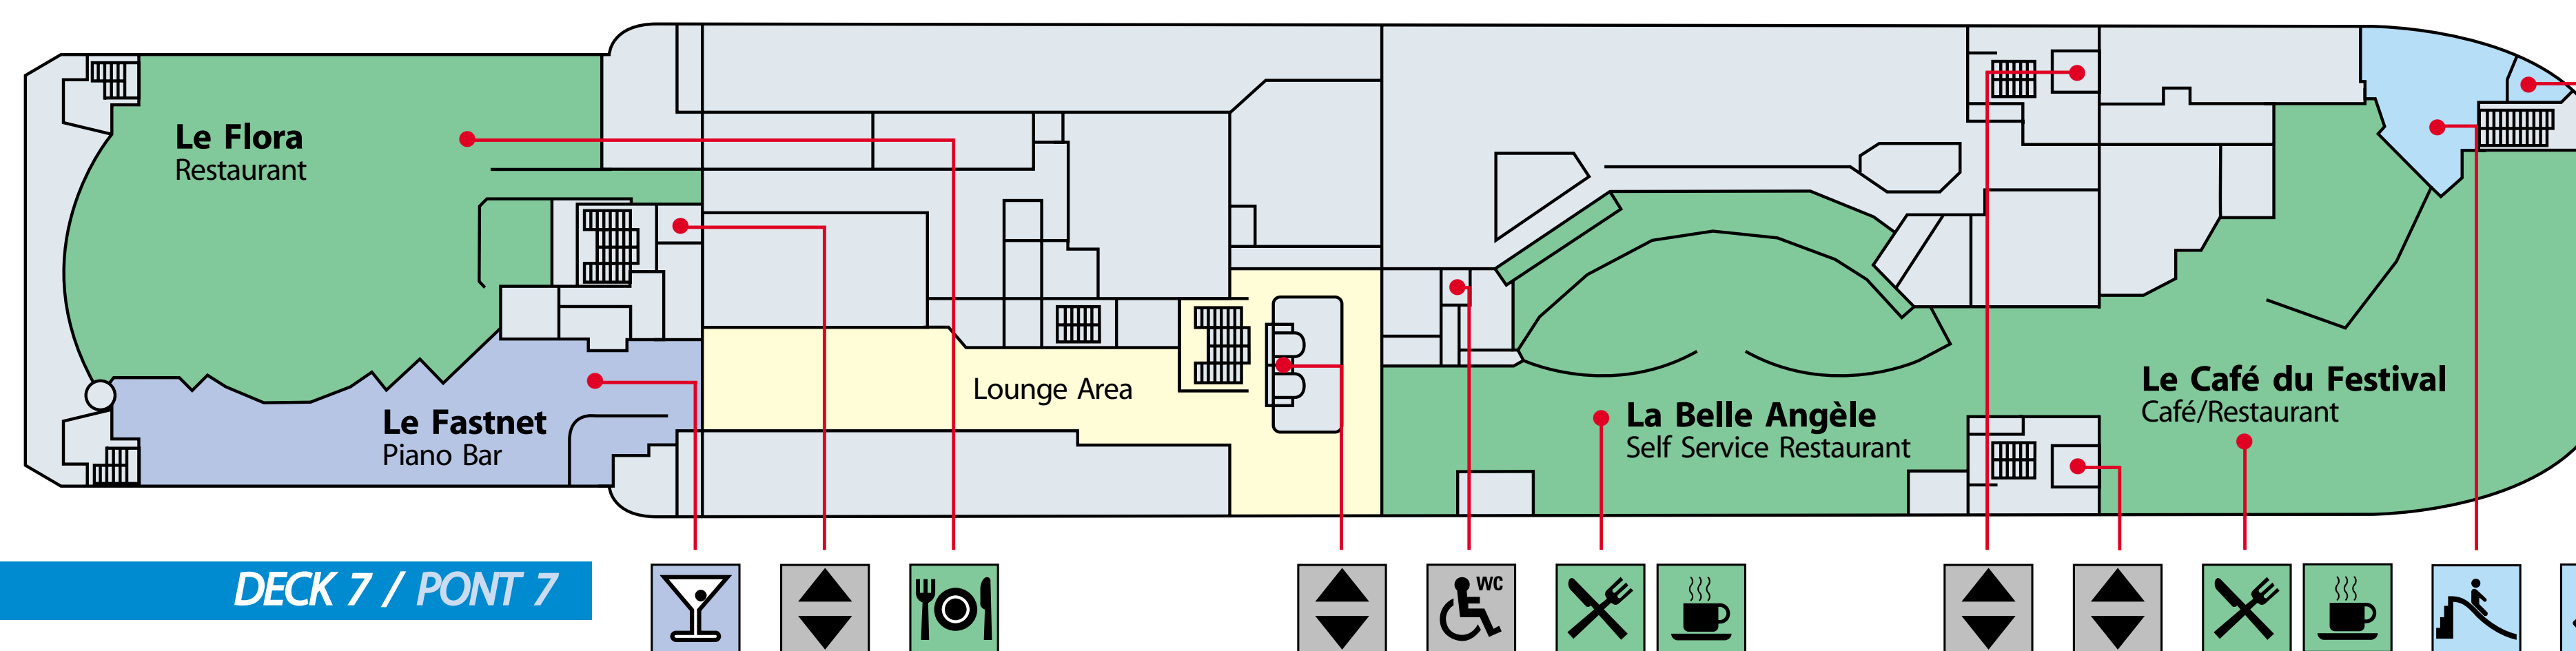 Le Flora
Restaurant
Le Fastnet
Piano Bar
Lounge Area
La Belle Angèle
Self Service Restaurant
Le Café du Festival
Café/Restaurant
DECK 7 / PONT 7
WC